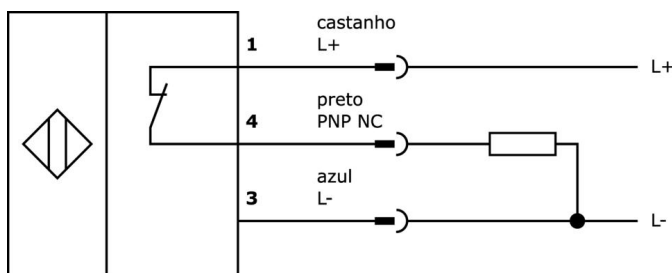 castanho
1 L+
L+
preto
4 PNP NC
azul
3 L-
L-